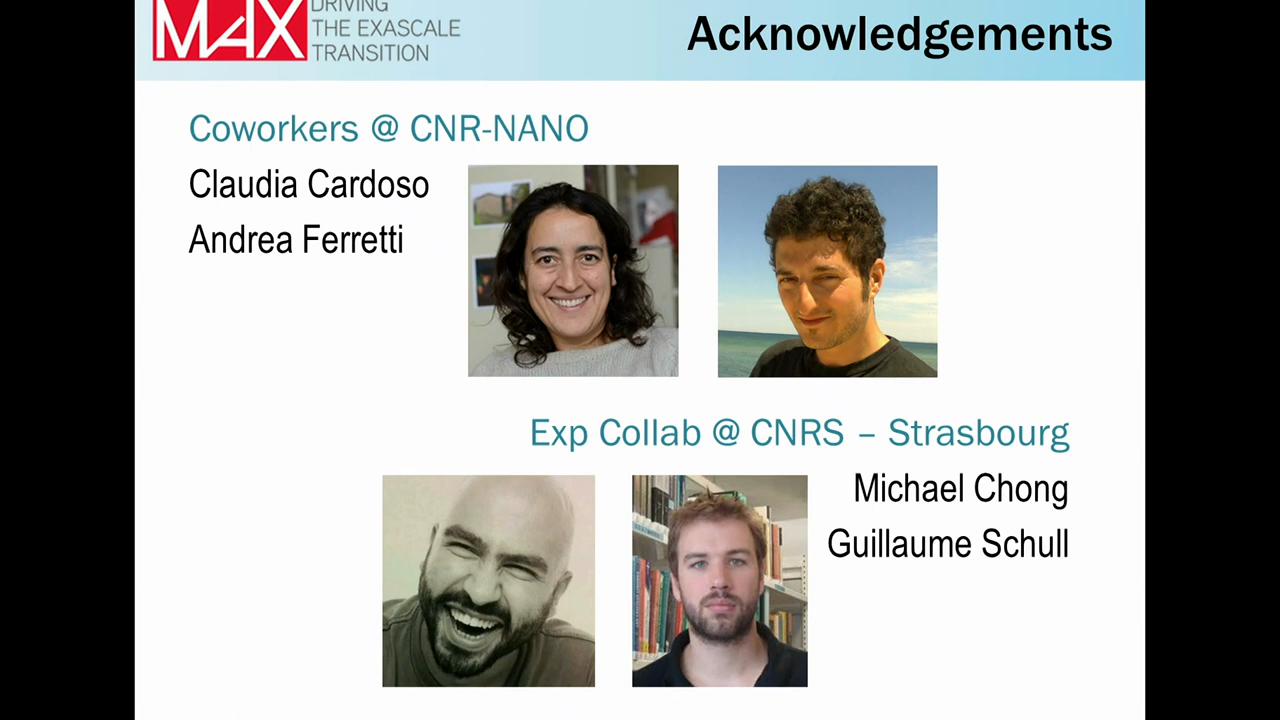 MAX
DRIVING
THE EXASCALE
TRANSITION
Acknowledgements
Coworkers @ CNR-NANO
Claudia Cardoso
Andrea Ferretti
Exp Collab @ CNRS – Strasbourg
Michael Chong
Guillaume Schull